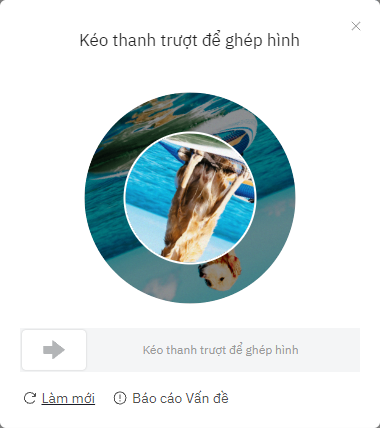 Kéo thanh trượt để ghép hình
Kéo thanh trượt để ghép hình
Làm mới
Báo cáo Vấn đề